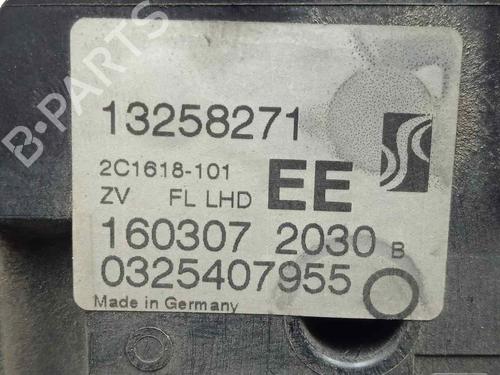 B-PARTS
13258271
2C1618-101
EE
ZV FL LHD
160307 2030 B
0325407955
Made in Germany